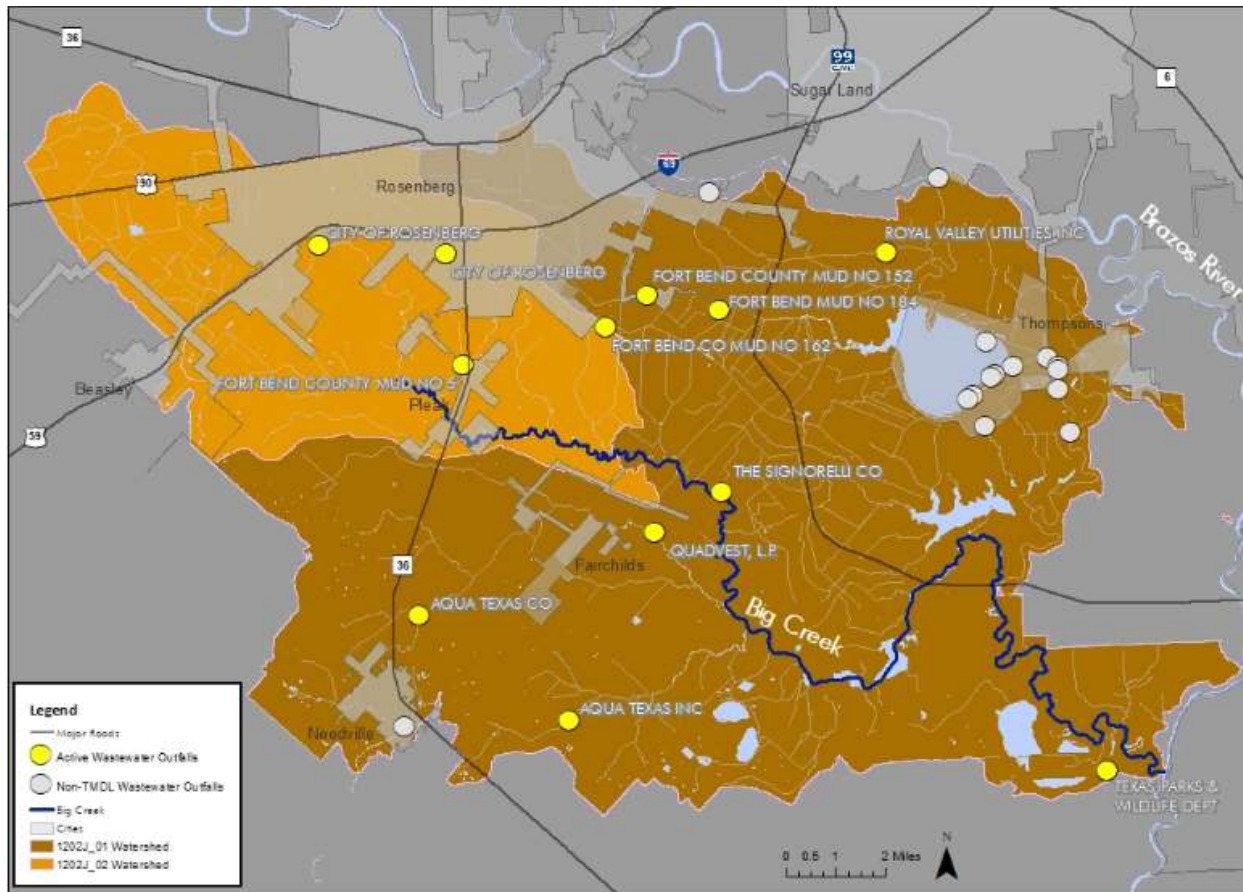 36
99
Sugar Land
6
69
90
Rosenberg
Brazos River
CITY OF ROSENBERG
CITY OF ROSENBERG
ROYAL VALLEY UTILITIES INC
FORT BEND COUNTY MUD NO 152
FORT BEND MUD NO 184
Thompsons
FORT BEND CO MUD NO 162
Beasley
FORT BEND COUNTY MUD NO 5
Pleak
59
THE SIGNORELLI CO
QUADVEST, L.P.
36
Fairchilds
AQUA TEXAS CO
Big Creek
AQUA TEXAS INC
Needville
TEXAS PARKS &
WILDLIFE DEPT
Legend
Major Roads
Active Wastewater Outfalls
Non-TMDL Wastewater Outfalls
Big Creek
Cities
1202J_01 Watershed
1202J_02 Watershed
N
0 0.5 1 2 Miles